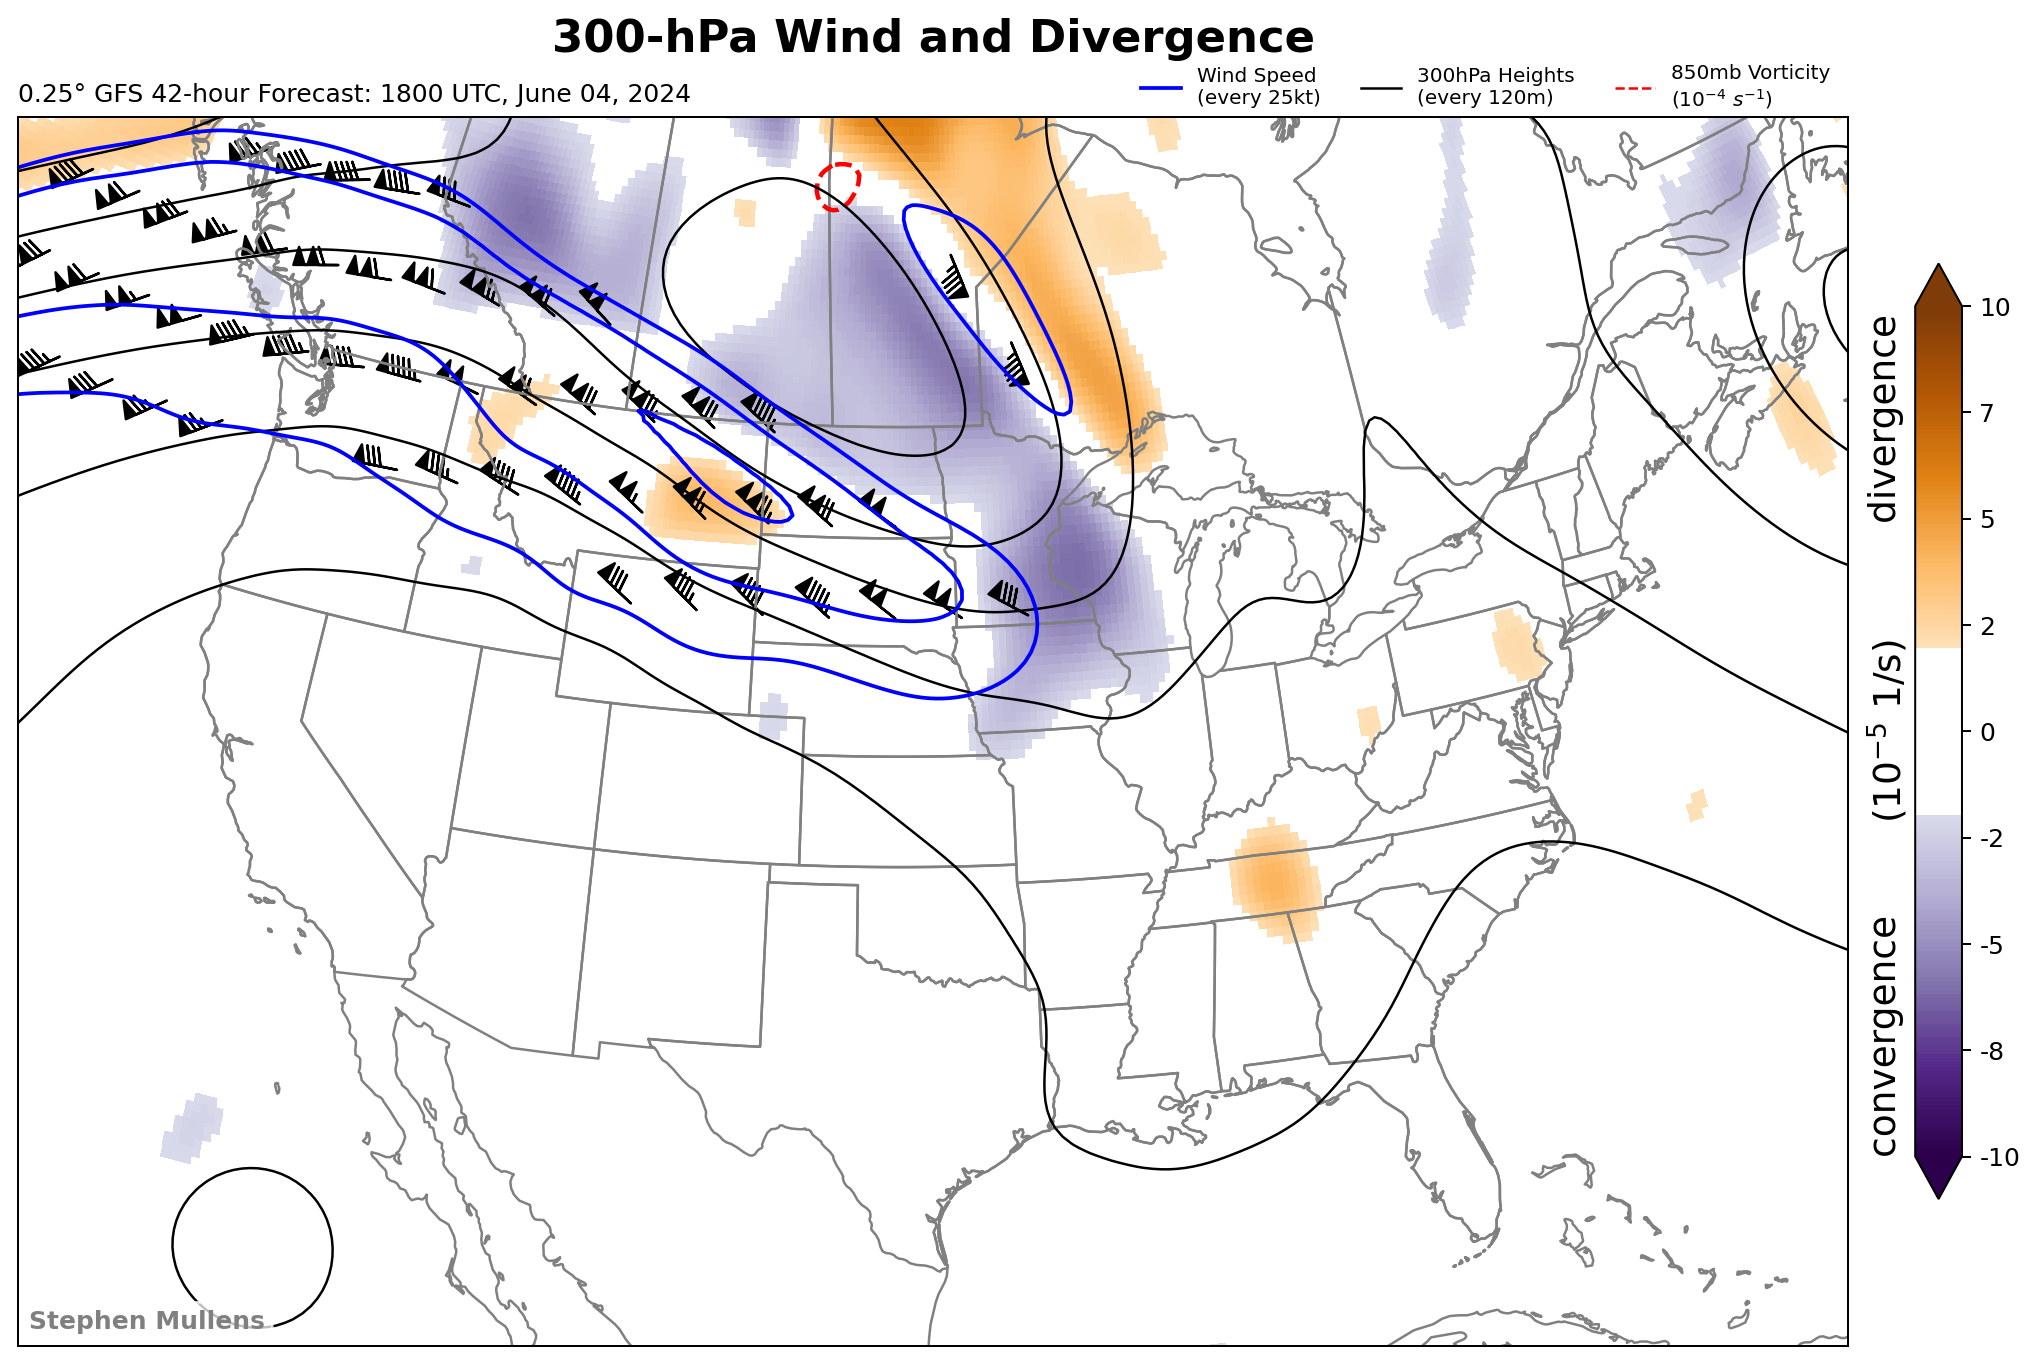 300-hPa Wind and Divergence
0.25° GFS 42-hour Forecast: 1800 UTC, June 04, 2024
Wind Speed
(every 25kt)
300hPa Heights
(every 120m)
850mb Vorticity
(10⁻⁴ s⁻¹)
10
7
5
2
0
-2
-5
-8
-10
convergence (10⁻⁵ 1/s) divergence
Stephen Mullens